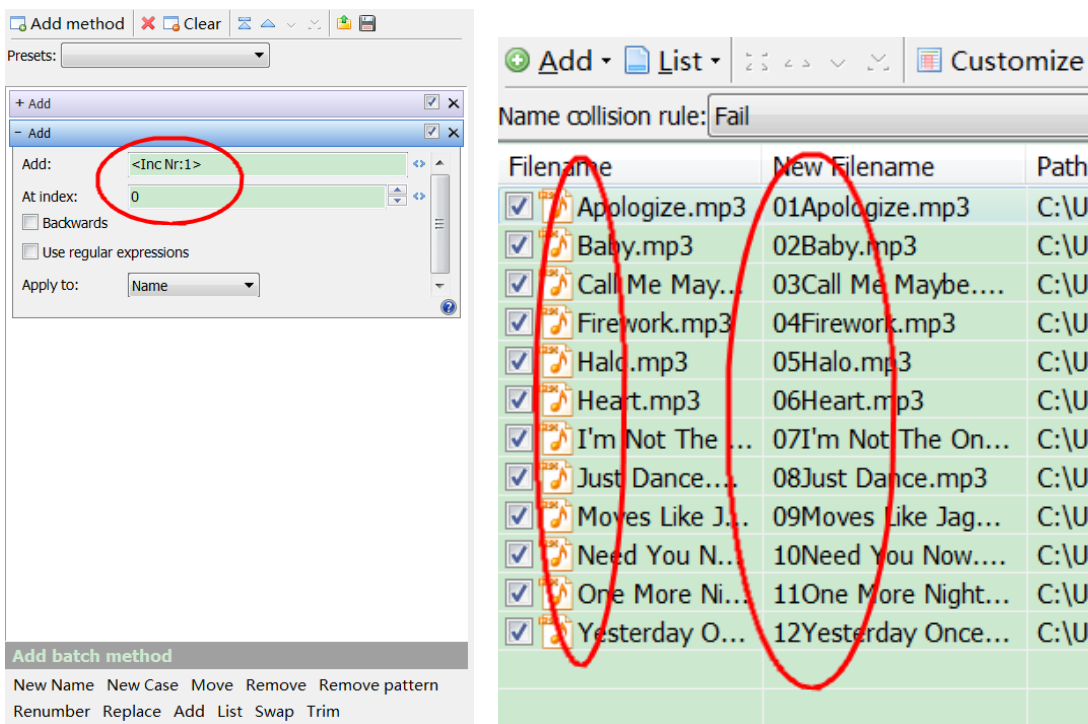 Add method Clear
Presets:
+ Add
- Add
Add: <Inc Nr:1>
At index: 0
Backwards
Use regular expressions
Apply to: Name
Add batch method
New Name New Case Move Remove Remove pattern
Renumber Replace Add List Swap Trim
Add List Customize
Name collision rule: Fail
Filename New Filename Path
Apologize.mp3 01Apologize.mp3 C:\U
Baby.mp3 02Baby.mp3 C:\U
Call Me May... 03Call Me Maybe.... C:\U
Firework.mp3 04Firework.mp3 C:\U
Halo.mp3 05Halo.mp3 C:\U
Heart.mp3 06Heart.mp3 C:\U
I'm Not The ... 07I'm Not The On... C:\U
Just Dance.... 08Just Dance.mp3 C:\U
Moves Like J... 09Moves Like Jag... C:\U
Need You N... 10Need You Now.... C:\U
One More Ni... 11One More Night... C:\U
Yesterday O... 12Yesterday Once... C:\U